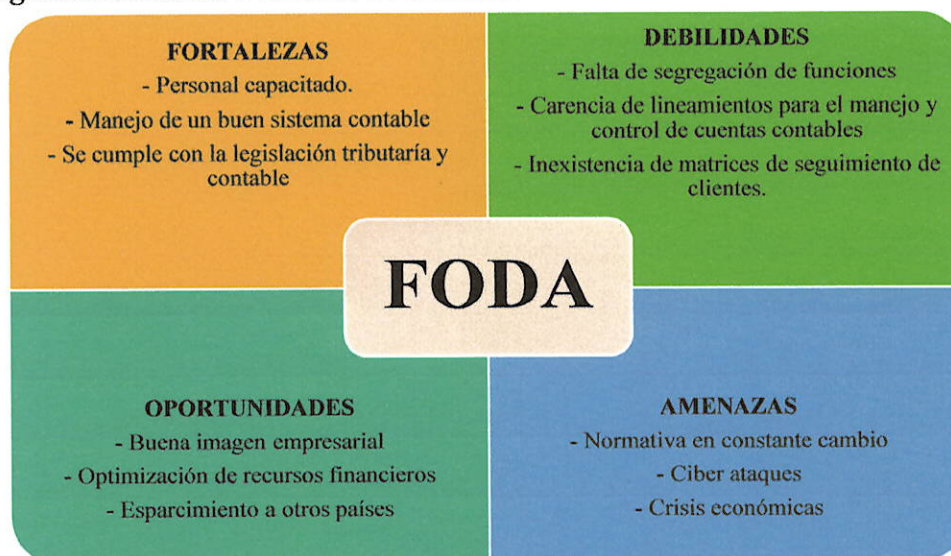 FORTALEZAS
- Personal capacitado.
- Manejo de un buen sistema contable
- Se cumple con la legislación tributaría y
contable
DEBILIDADES
- Falta de segregación de funciones
- Carencia de lineamientos para el manejo y
control de cuentas contables
- Inexistencia de matrices de seguimiento de
clientes.
FODA
OPORTUNIDADES
- Buena imagen empresarial
- Optimización de recursos financieros
- Esparcimiento a otros países
AMENAZAS
- Normativa en constante cambio
- Ciber ataques
- Crisis económicas